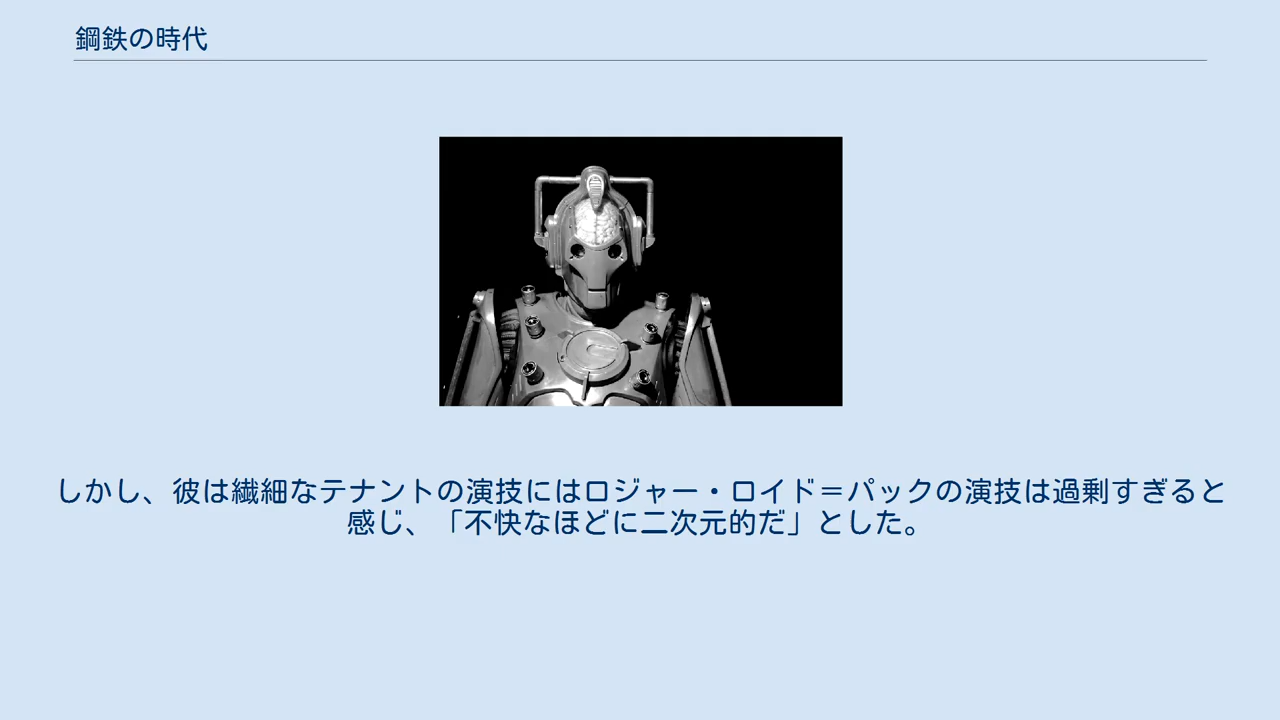 鋼鉄の時代
しかし、彼は繊細なテナントの演技にはロジャー・ロイド＝パックの演技は過剰すぎると
感じ、「不快なほどに二次元的だ」とした。